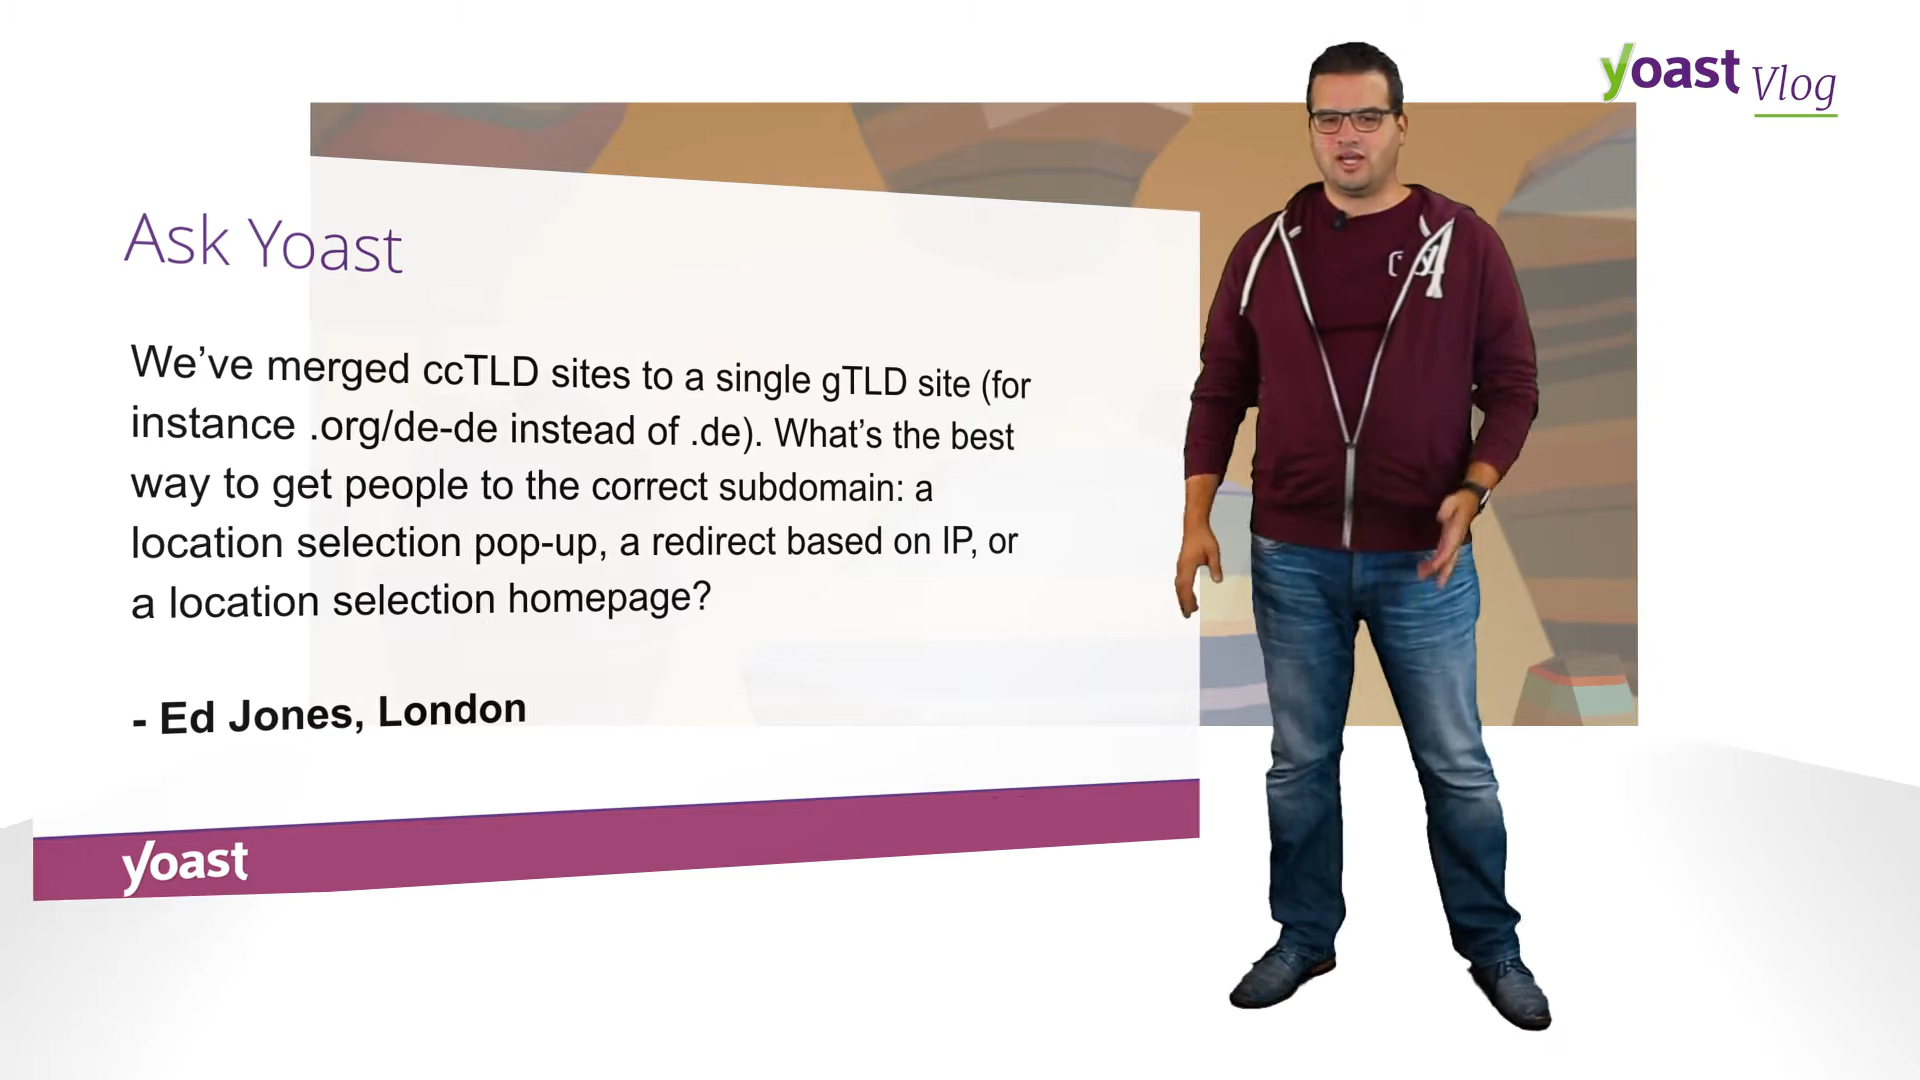 yoast Vlog
Ask Yoast
We’ve merged ccTLD sites to a single gTLD site (for
instance .org/de-de instead of .de). What’s the best
way to get people to the correct subdomain: a
location selection pop-up, a redirect based on IP, or
a location selection homepage?
- Ed Jones, London
yoast